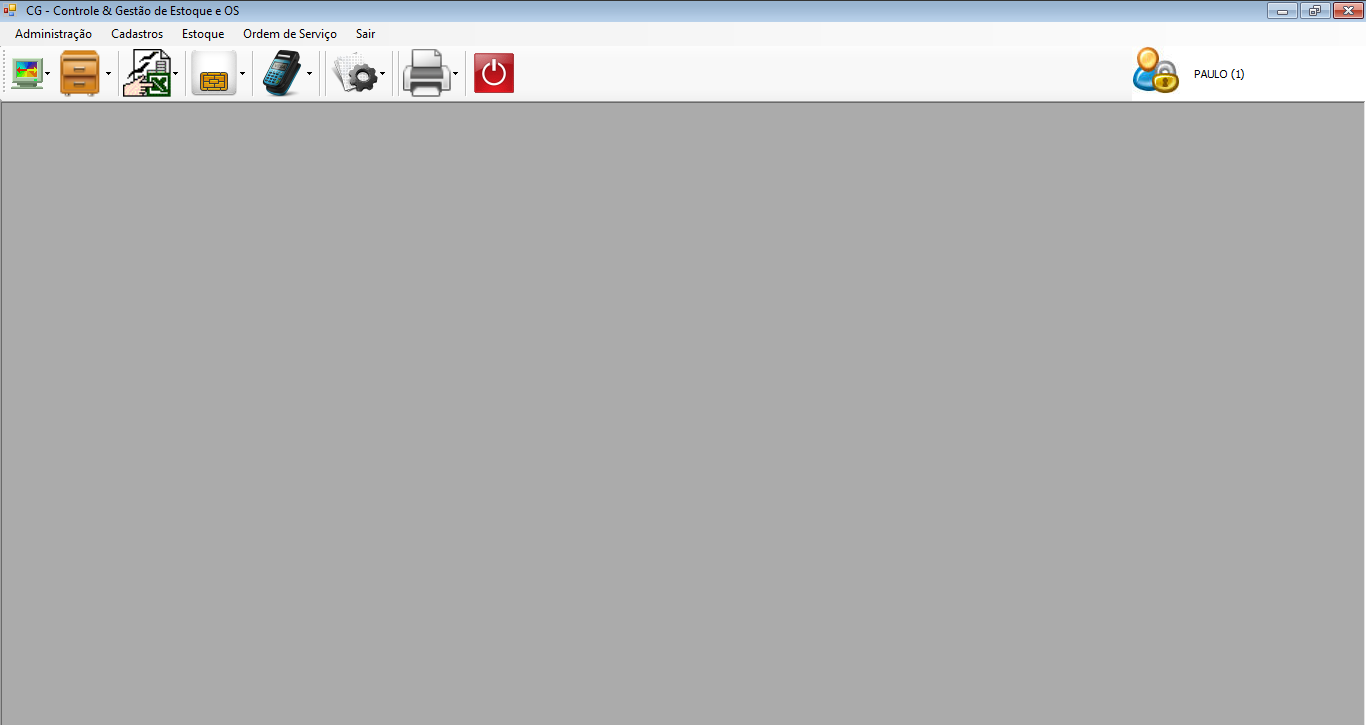 CG - Controle & Gestão de Estoque e OS
Administração Cadastros Estoque Ordem de Serviço Sair
PAULO (1)